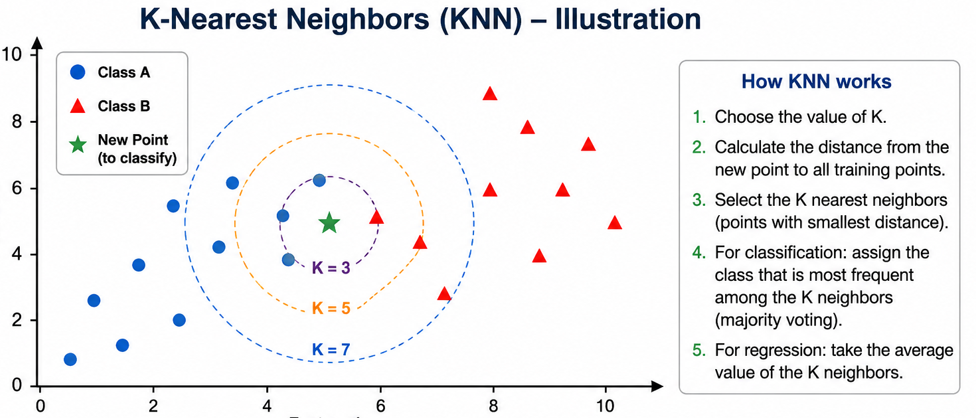 K-Nearest Neighbors (KNN) – Illustration
10
8
6
4
2
0
Class A
Class B
New Point
(to classify)
K = 3
K = 5
K = 7
0
2
4
6
8
10
How KNN works
1. Choose the value of K.
2. Calculate the distance from the
new point to all training points.
3. Select the K nearest neighbors
(points with smallest distance).
4. For classification: assign the
class that is most frequent
among the K neighbors
(majority voting).
5. For regression: take the average
value of the K neighbors.